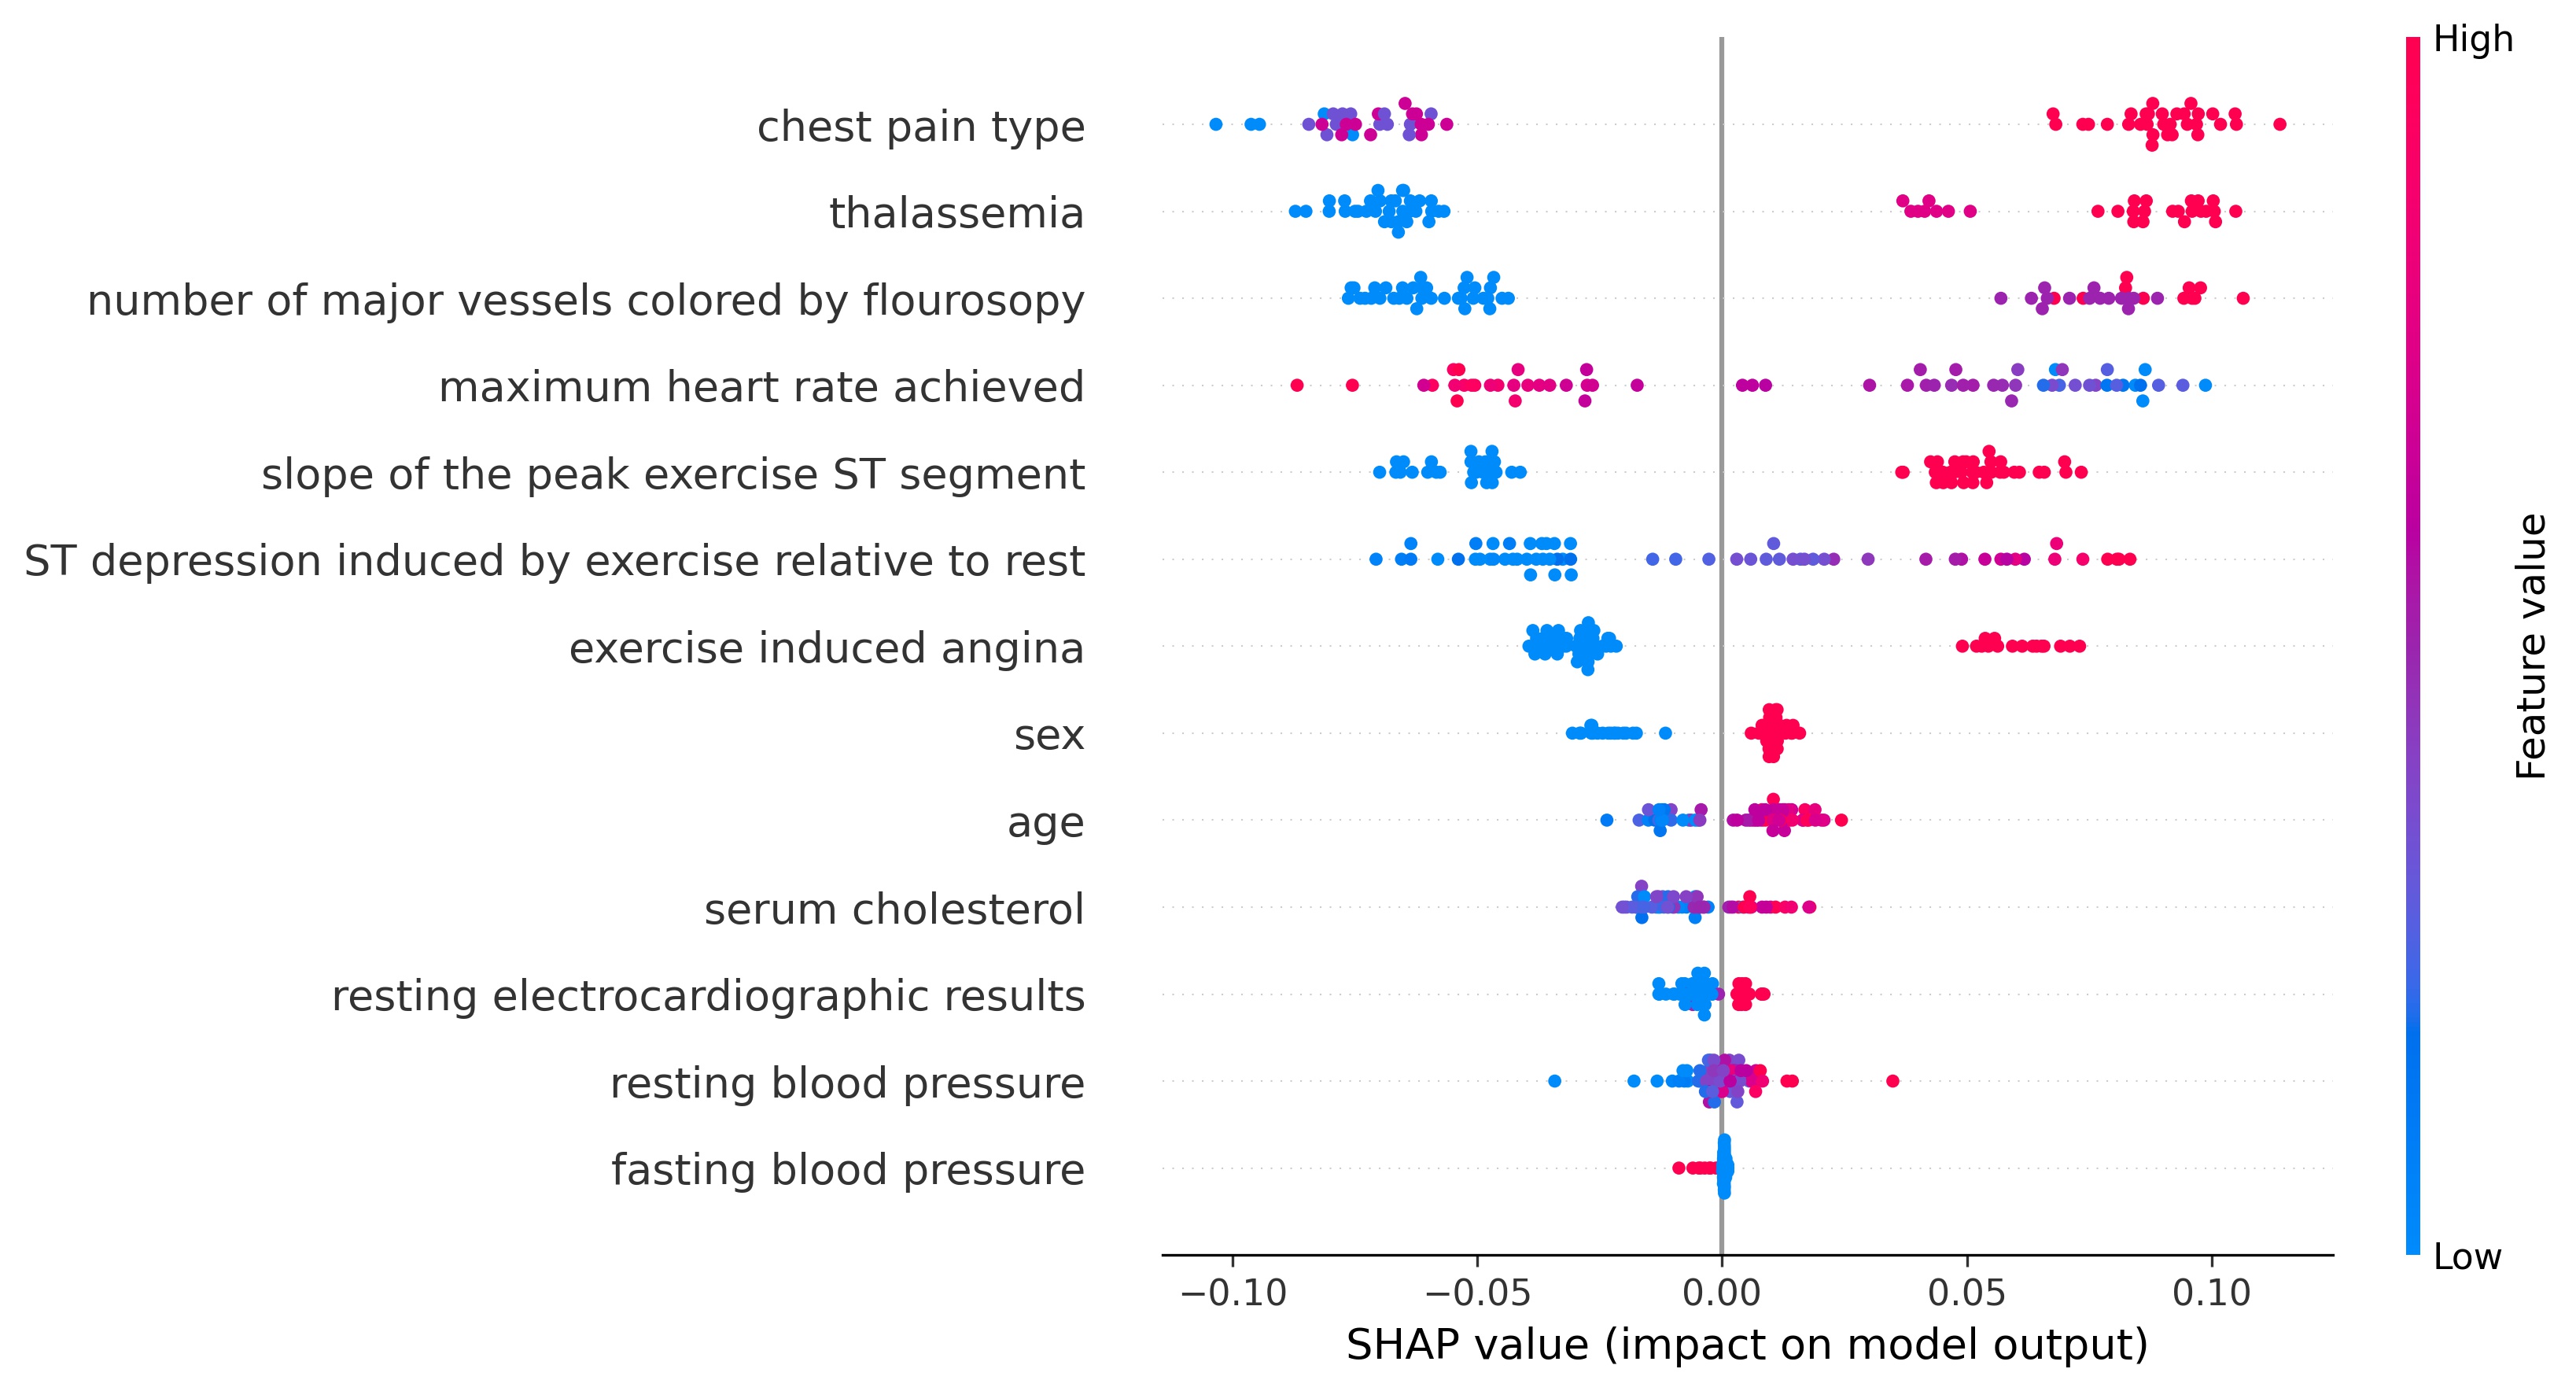 High
chest pain type
thalassemia
number of major vessels colored by flourosopy
maximum heart rate achieved
slope of the peak exercise ST segment
ST depression induced by exercise relative to rest
exercise induced angina
sex
age
serum cholesterol
resting electrocardiographic results
resting blood pressure
fasting blood pressure
Feature value
Low
−0.10 −0.05 0.00 0.05 0.10
SHAP value (impact on model output)